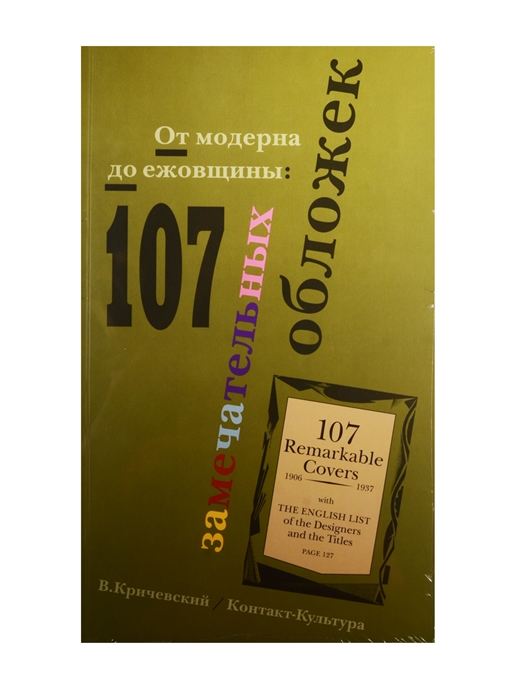 От модерна
до ежовщины:
107
замечательных
обложек
107
Remarkable
Covers
1906 1937
with
THE ENGLISH LIST
of the Designers
and the Titles
PAGE 127
В.Кричевский / Контакт-Культура